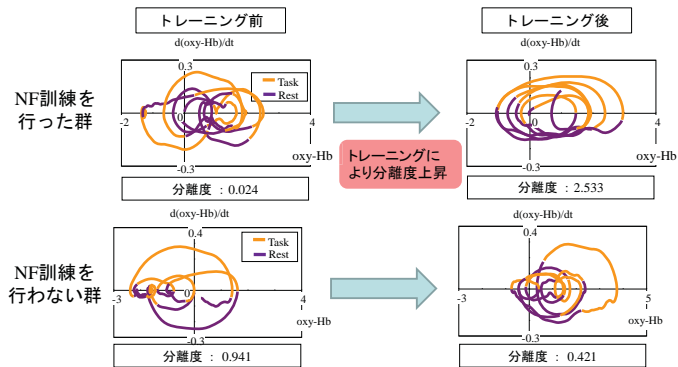 トレーニング前
トレーニング後
d(oxy-Hb)/dt
d(oxy-Hb)/dt
NF訓練を
行った群
0.3
Task
Rest
-2
0
4
oxy-Hb
-0.3
トレーニングに
より分離度上昇
0.3
-2
0
4
oxy-Hb
-0.3
分離度 : 0.024
分離度 : 2.533
d(oxy-Hb)/dt
d(oxy-Hb)/dt
NF訓練を
行わない群
0.4
Task
Rest
-3
0
4
oxy-Hb
-0.3
0.4
-3
0
5
oxy-Hb
-0.3
分離度 : 0.941
分離度 : 0.421